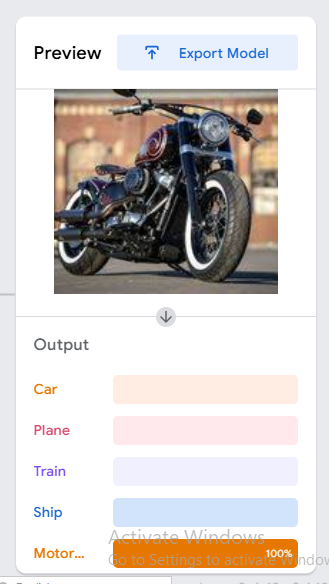 Preview
Export Model
Output
Car
Plane
Train
Ship
Activate Windows
Motor...
100%
Go to Settings to activate Windows